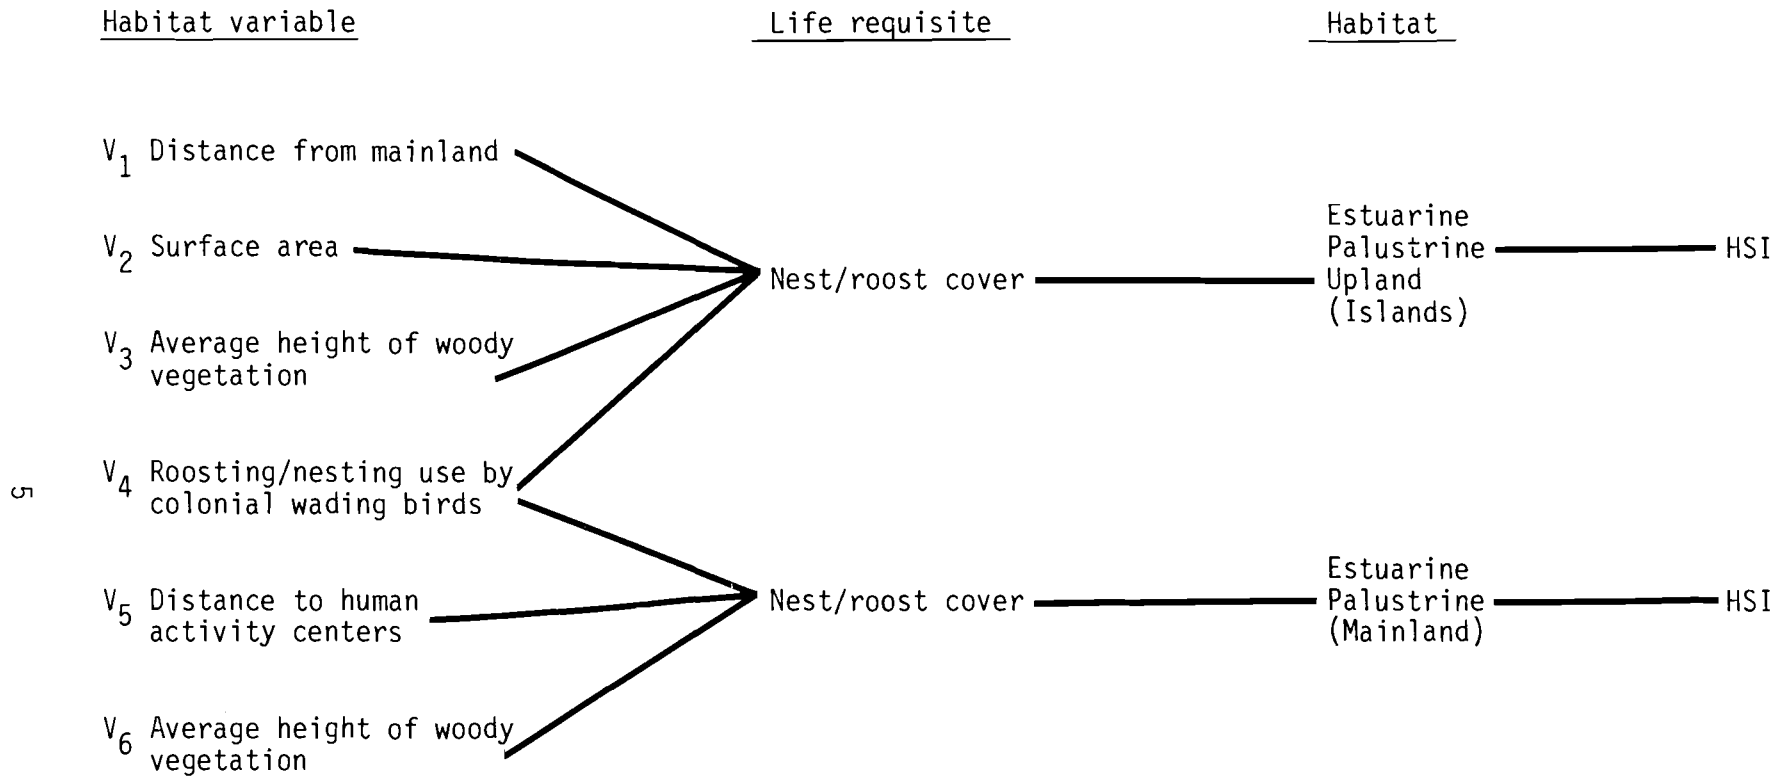 Habitat variable
Life requisite
Habitat
V1 Distance from mainland
V2 Surface area
V3 Average height of woody
vegetation
V4 Roosting/nesting use by
colonial wading birds
V5 Distance to human
activity centers
V6 Average height of woody
vegetation
Nest/roost cover
Estuarine
Palustrine
Upland
(Islands)
HSI
Nest/roost cover
Estuarine
Palustrine
(Mainland)
HSI
5